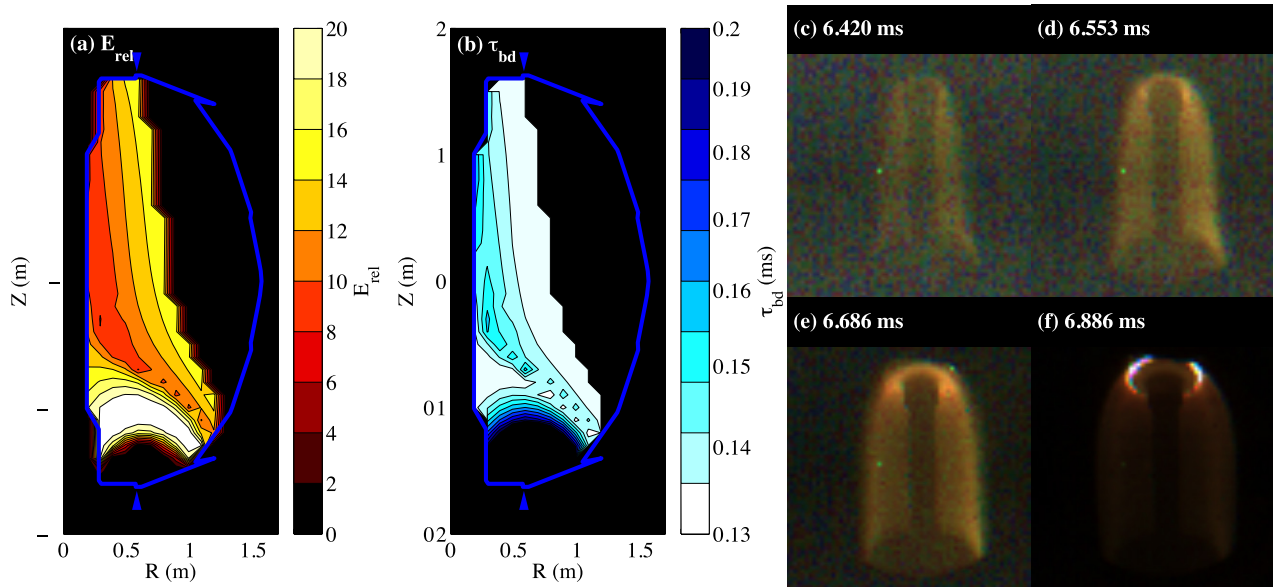 (a) E_rel
20
18
16
14
12
10
8
6
4
2
0
E_rel
Z (m)
0
0.5
1
1.5
R (m)
(b) τ_bd
2
1
0
01
02
Z (m)
0
0.5
1
1.5
R (m)
0.2
0.19
0.18
0.17
0.16
0.15
0.14
0.13
τ_bd (ms)
(c) 6.420 ms
(d) 6.553 ms
(e) 6.686 ms
(f) 6.886 ms